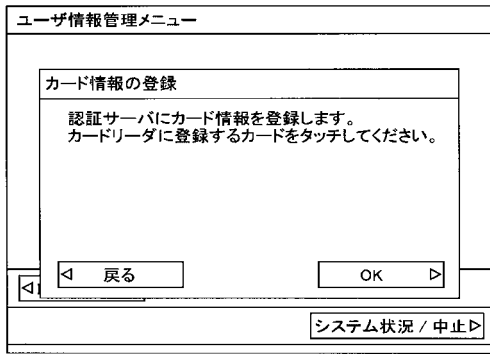 ユーザ情報管理メニュー
カード情報の登録
認証サーバにカード情報を登録します。
カードリーダに登録するカードをタッチしてください。
戻る
OK
システム状況 / 中止